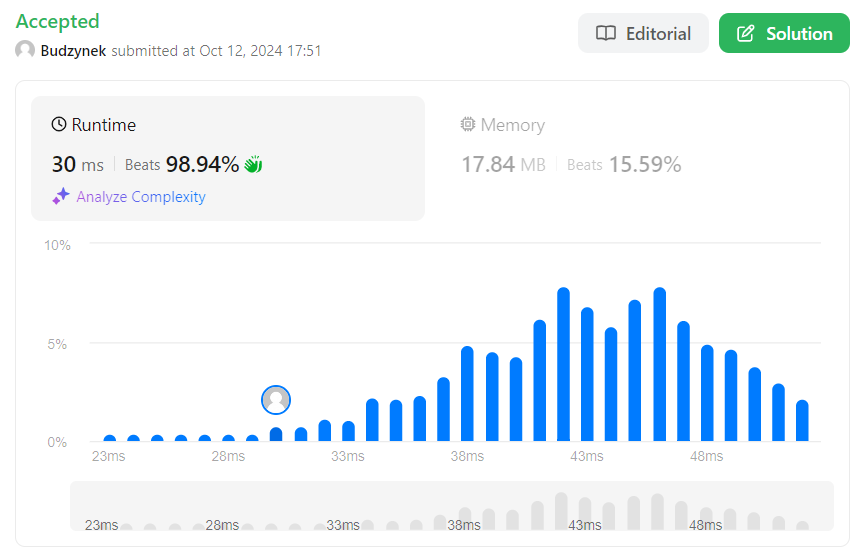 Accepted
Budzynek submitted at Oct 12, 2024 17:51
Editorial
Solution
Runtime
30 ms Beats 98.94%
Analyze Complexity
Memory
17.84 MB Beats 15.59%
10%
5%
0%
23ms 28ms 33ms 38ms 43ms 48ms
23ms 28ms 33ms 38ms 43ms 48ms